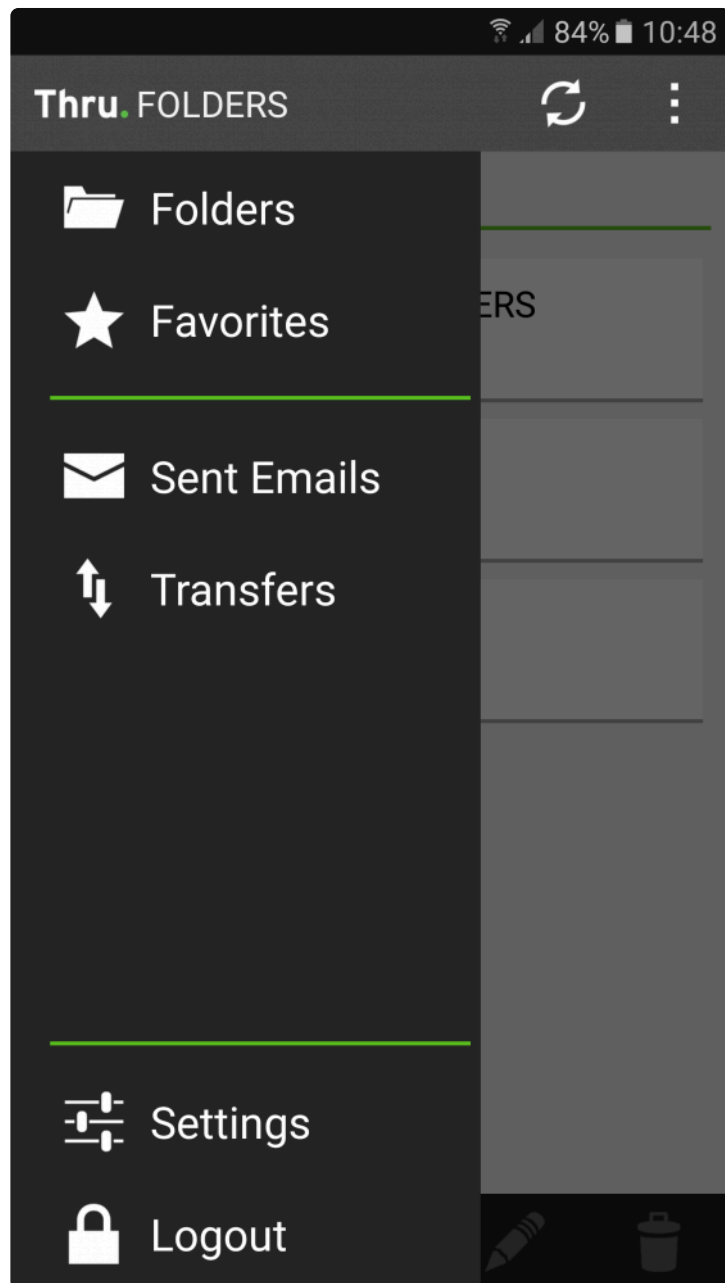 84% 10:48
Thru. FOLDERS
Folders
Favorites
ERS
Sent Emails
Transfers
Settings
Logout